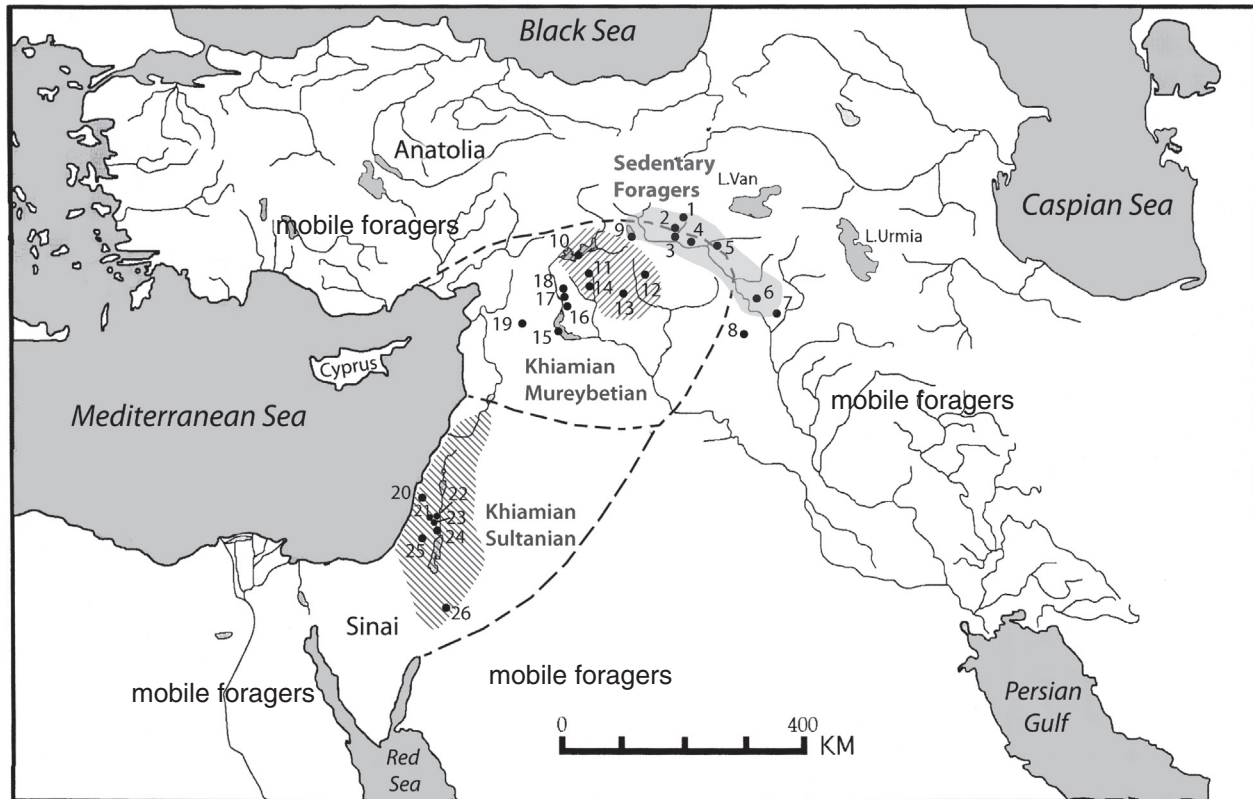 Black Sea
Anatolia
Sedentary
Foragers
L.Van
Caspian Sea
mobile foragers
L.Urmia
1
2
3
4
5
6
7
8
9
10
11
12
13
14
15
16
17
18
19
Cyprus
Khiamian
Mureybetian
mobile foragers
Mediterranean Sea
20
21
22
23
24
25
26
Khiamian
Sultanian
Sinai
mobile foragers
mobile foragers
Persian
Gulf
Red
Sea
0
400
KM